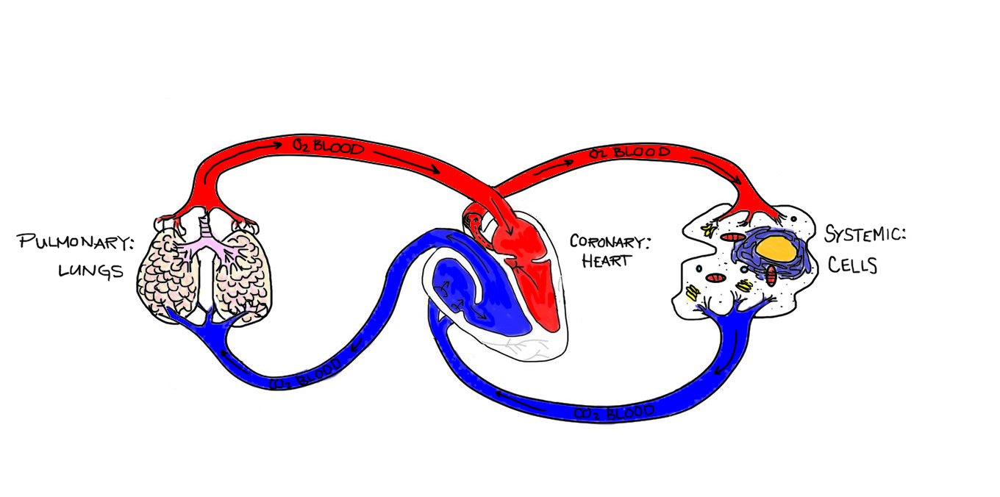 O₂ BLOOD
O₂ BLOOD
PULMONARY:
LUNGS
CORONARY:
HEART
SYSTEMIC:
CELLS
CO₂ BLOOD
CO₂ BLOOD